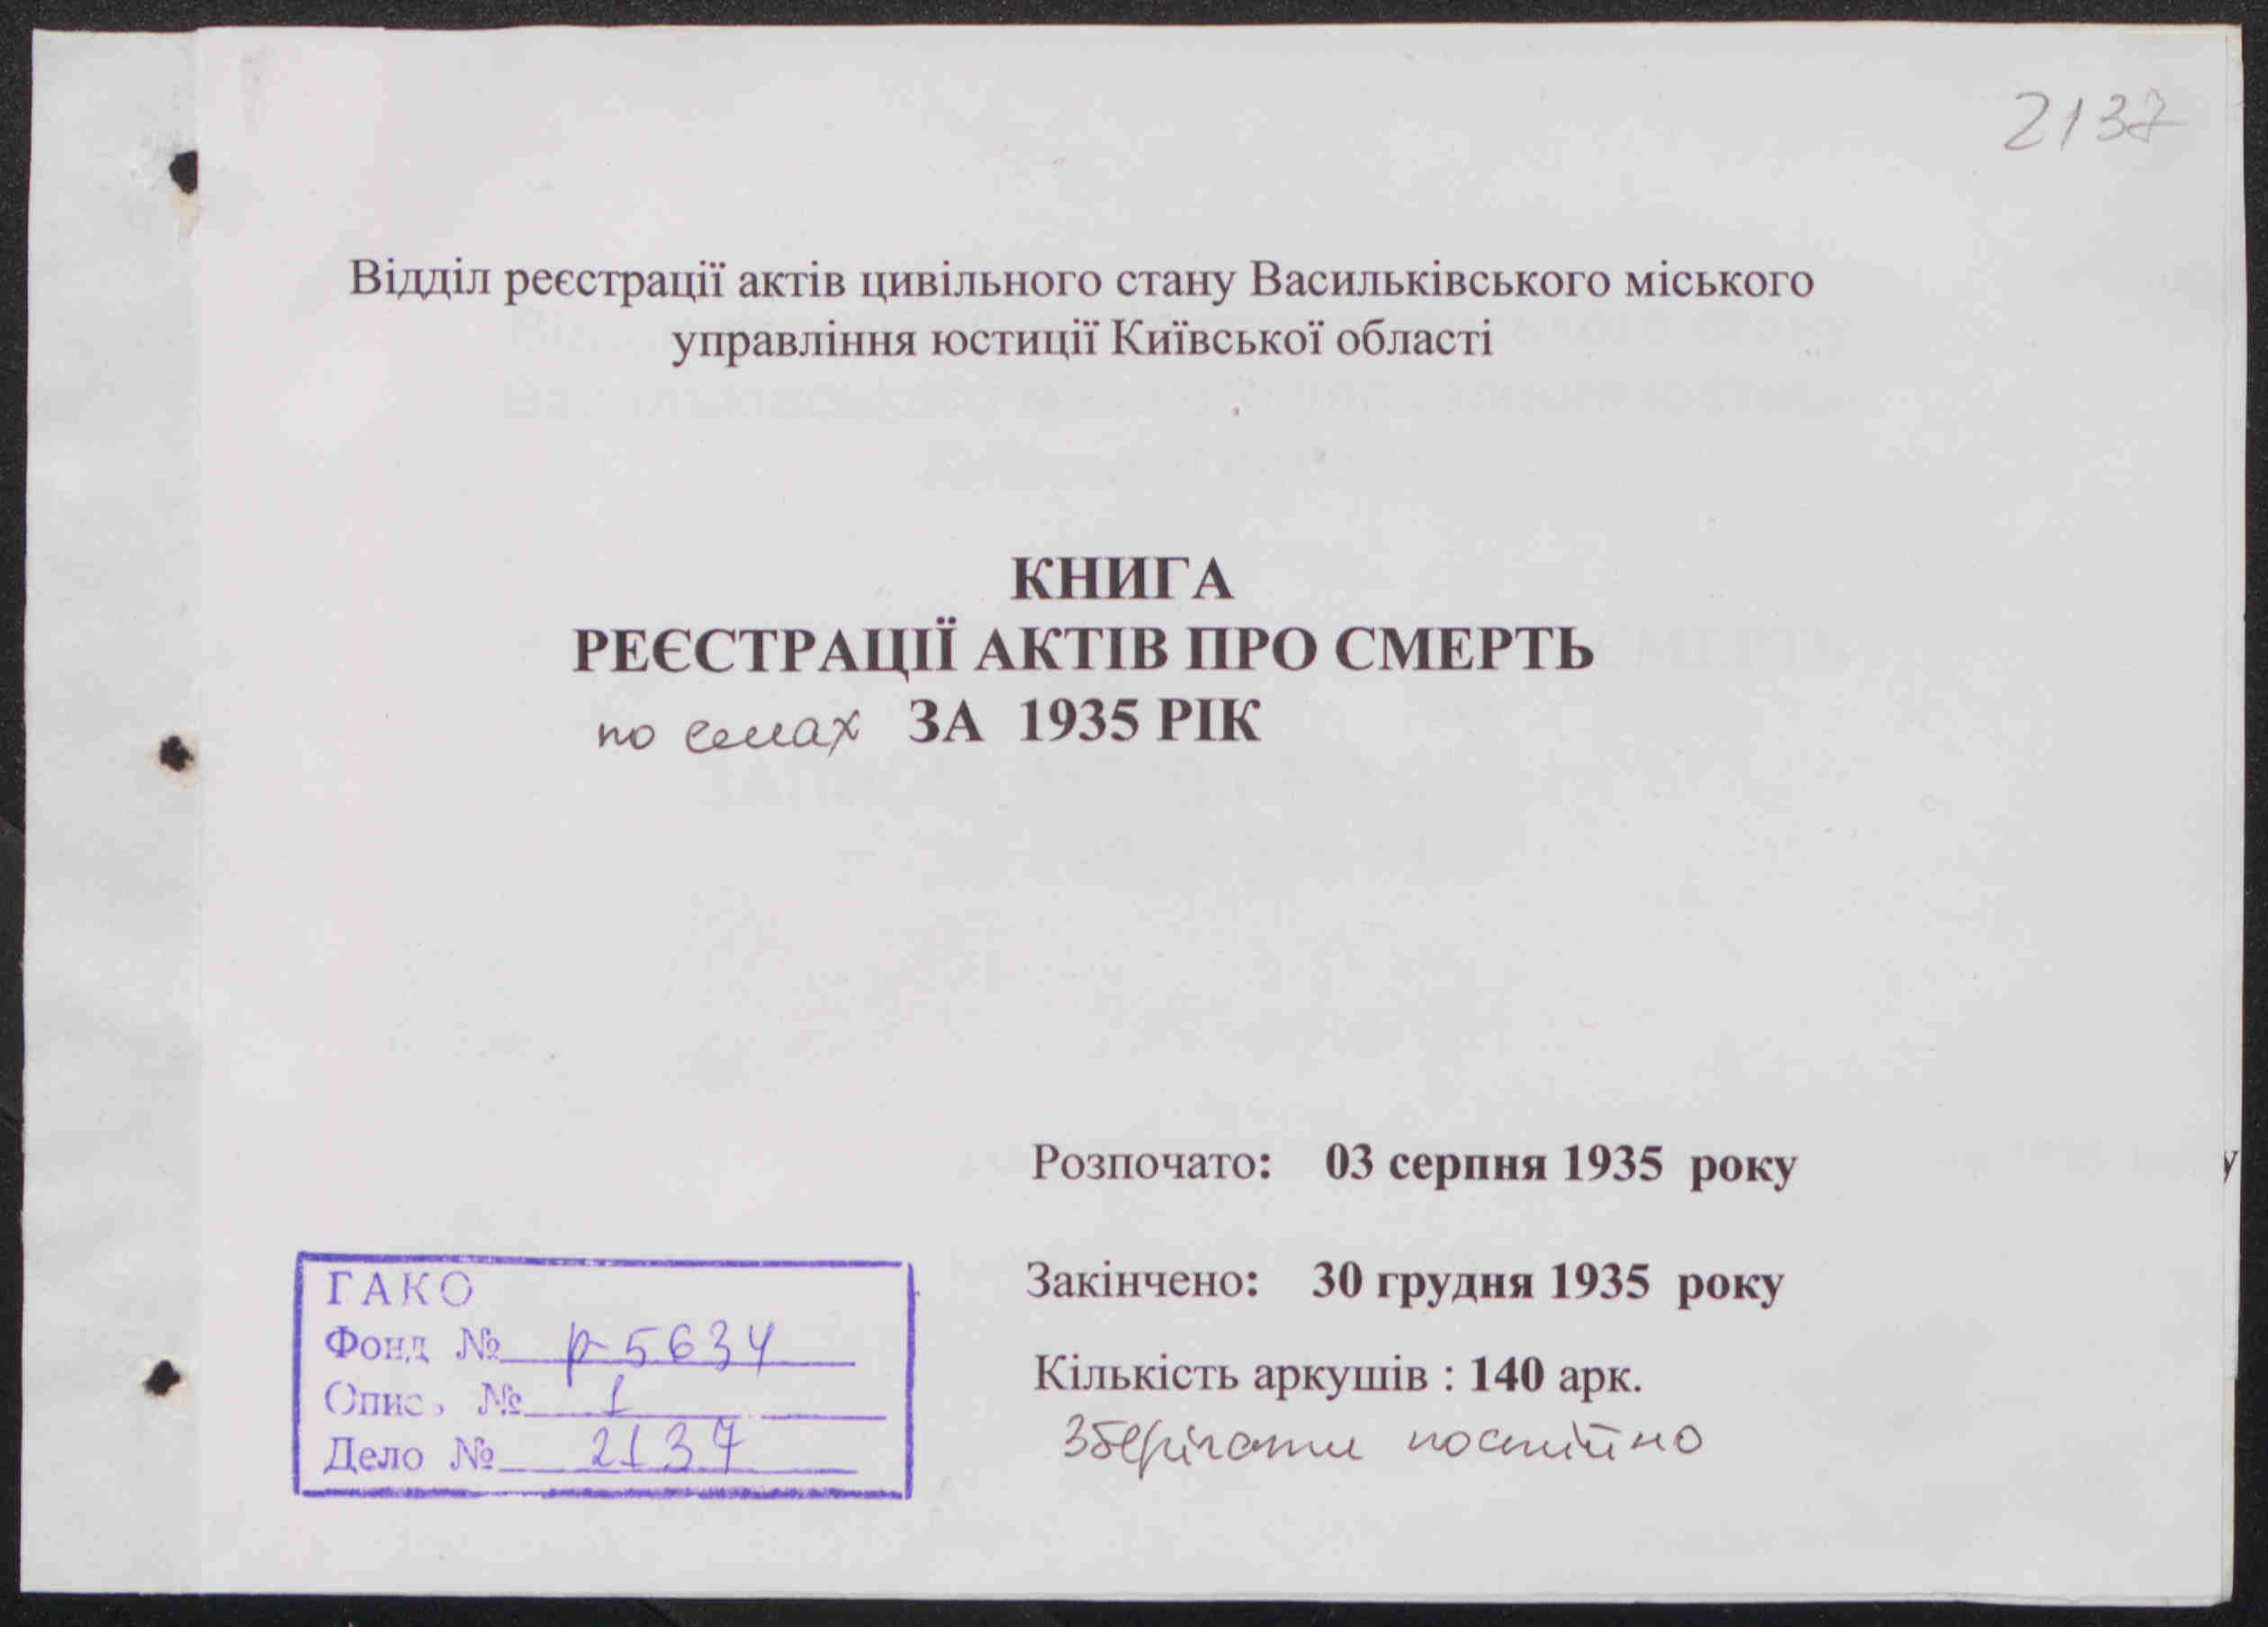 2137
Відділ реєстрації актів цивільного стану Васильківського міського
управління юстиції Київської області
КНИГА
РЕЄСТРАЦІЇ АКТІВ ПРО СМЕРТЬ
по селах ЗА 1935 РІК
Розпочато: 03 серпня 1935 року
Закінчено: 30 грудня 1935 року
Кількість аркушів : 140 арк.
Зберігати постійно
ГАКО
Фонд № р-5634
Опис, № 1
Дело № 2137
у